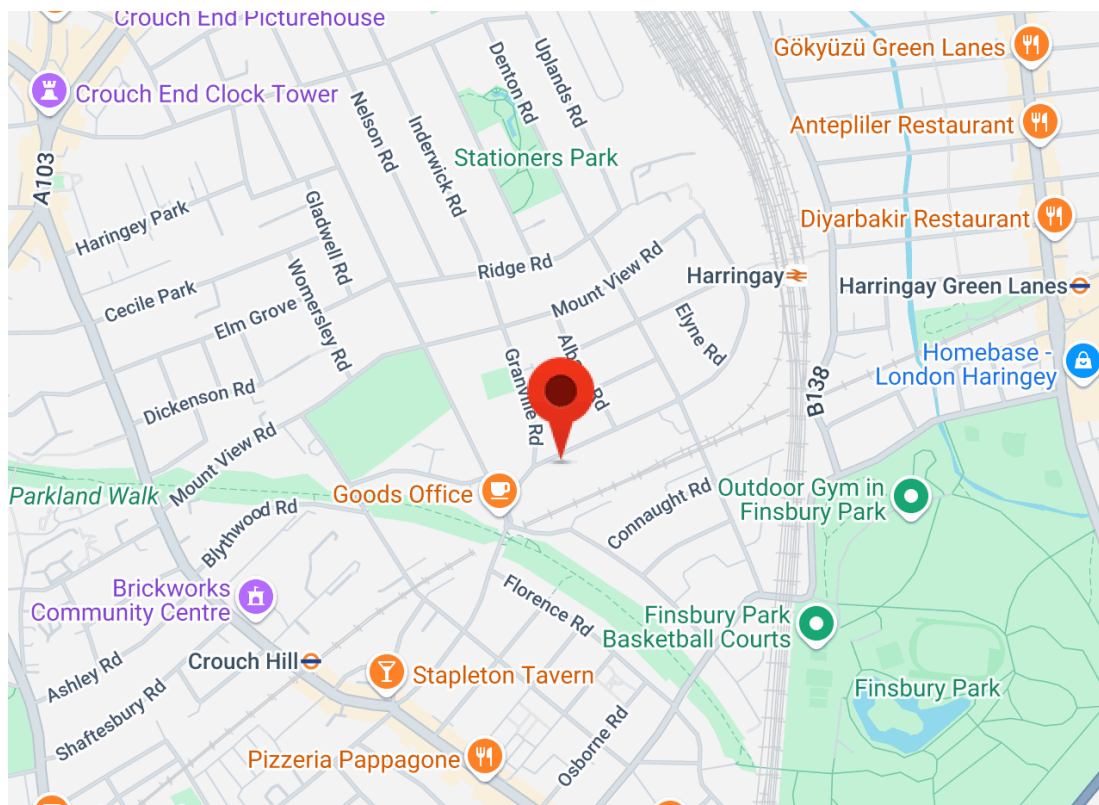 Crouch End Picturehouse
Gökyüzü Green Lanes
Crouch End Clock Tower
Denton Rd
Uplands Rd
Nelson Rd
Inderwick Rd
Antepliler Restaurant
Stationers Park
A103
Haringey Park
Gladwell Rd
Diyarbakir Restaurant
Ridge Rd
Mount View Rd
Harringay
Harringay Green Lanes
Cecile Park
Womersley Rd
Elm Grove
Elyne Rd
Granville Rd
Homebase -
London Haringey
B138
Dickenson Rd
Mount View Rd
Parkland Walk
Goods Office
Outdoor Gym in
Finsbury Park
Connaught Rd
Blythwood Rd
Brickworks
Community Centre
Florence Rd
Finsbury Park
Basketball Courts
Crouch Hill
Ashley Rd
Stapleton Tavern
Finsbury Park
Shaftesbury Rd
Osborne Rd
Pizzeria Pappagone